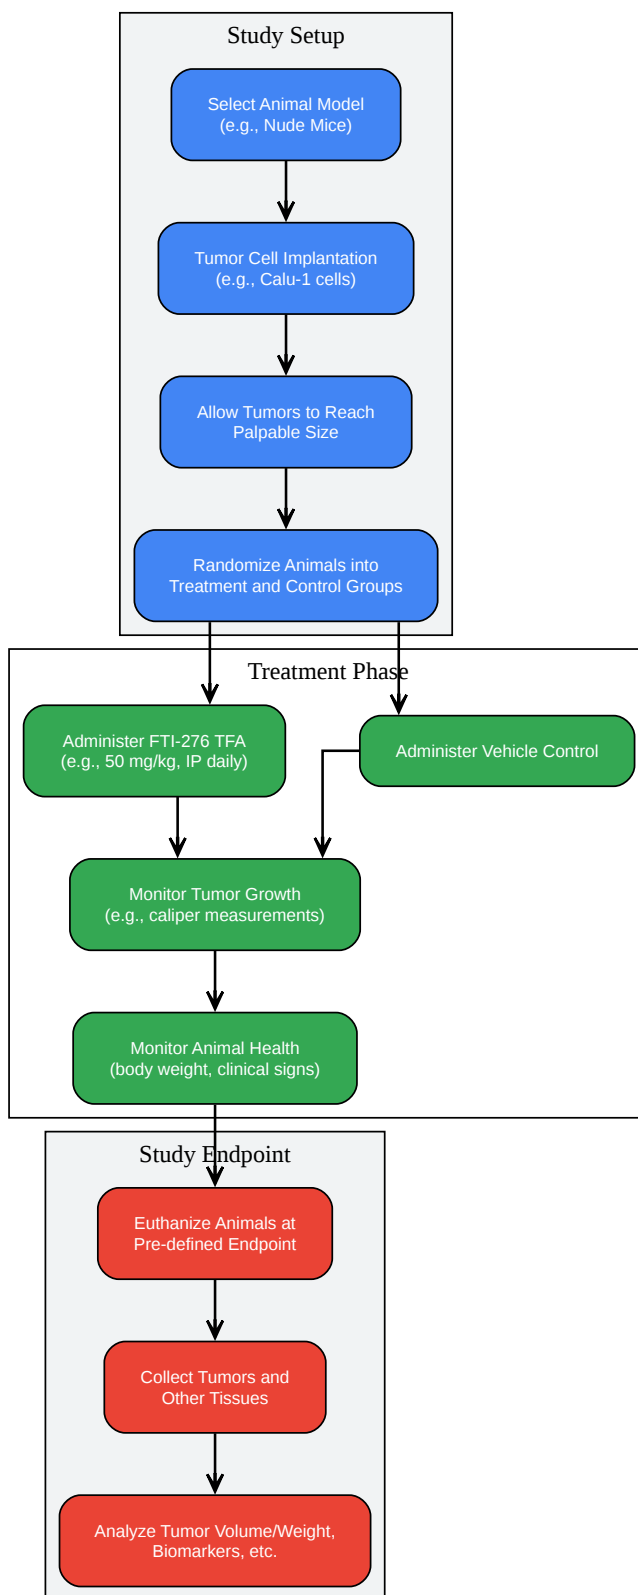 Study Setup
Select Animal Model
(e.g., Nude Mice)
Tumor Cell Implantation
(e.g., Calu-1 cells)
Allow Tumors to Reach
Palpable Size
Randomize Animals into
Treatment and Control Groups
Treatment Phase
Administer FTI-276 TFA
(e.g., 50 mg/kg, IP daily)
Administer Vehicle Control
Monitor Tumor Growth
(e.g., caliper measurements)
Monitor Animal Health
(body weight, clinical signs)
Study Endpoint
Euthanize Animals at
Pre-defined Endpoint
Collect Tumors and
Other Tissues
Analyze Tumor Volume/Weight,
Biomarkers, etc.